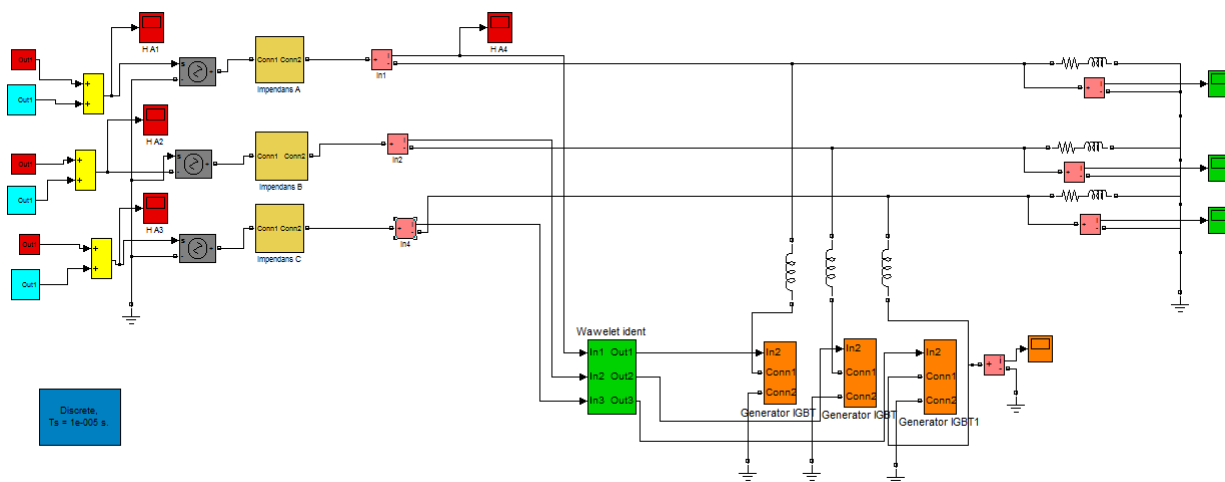 H A1
H A4
Out1
Out1
+
+
s
-
+
Conn1 Conn2
Impendans A
+ i
-
In1
+ i
-
H A2
Out1
Out1
+
+
s
-
+
Conn1 Conn2
Impendans B
+ i
-
In2
+ i
-
H A3
Out1
Out1
+
+
s
-
+
Conn1 Conn2
Impendans C
+ i
-
In4
+ i
-
Wawelet ident
In1 Out1
In2 Out2
In3 Out3
In2
Conn1
Conn2
Generator IGBT
In2
Conn1
Conn2
Generator IGBT
In2
Conn1
Conn2
Generator IGBT1
+ i
-
Discrete,
Ts = 1e-005 s.